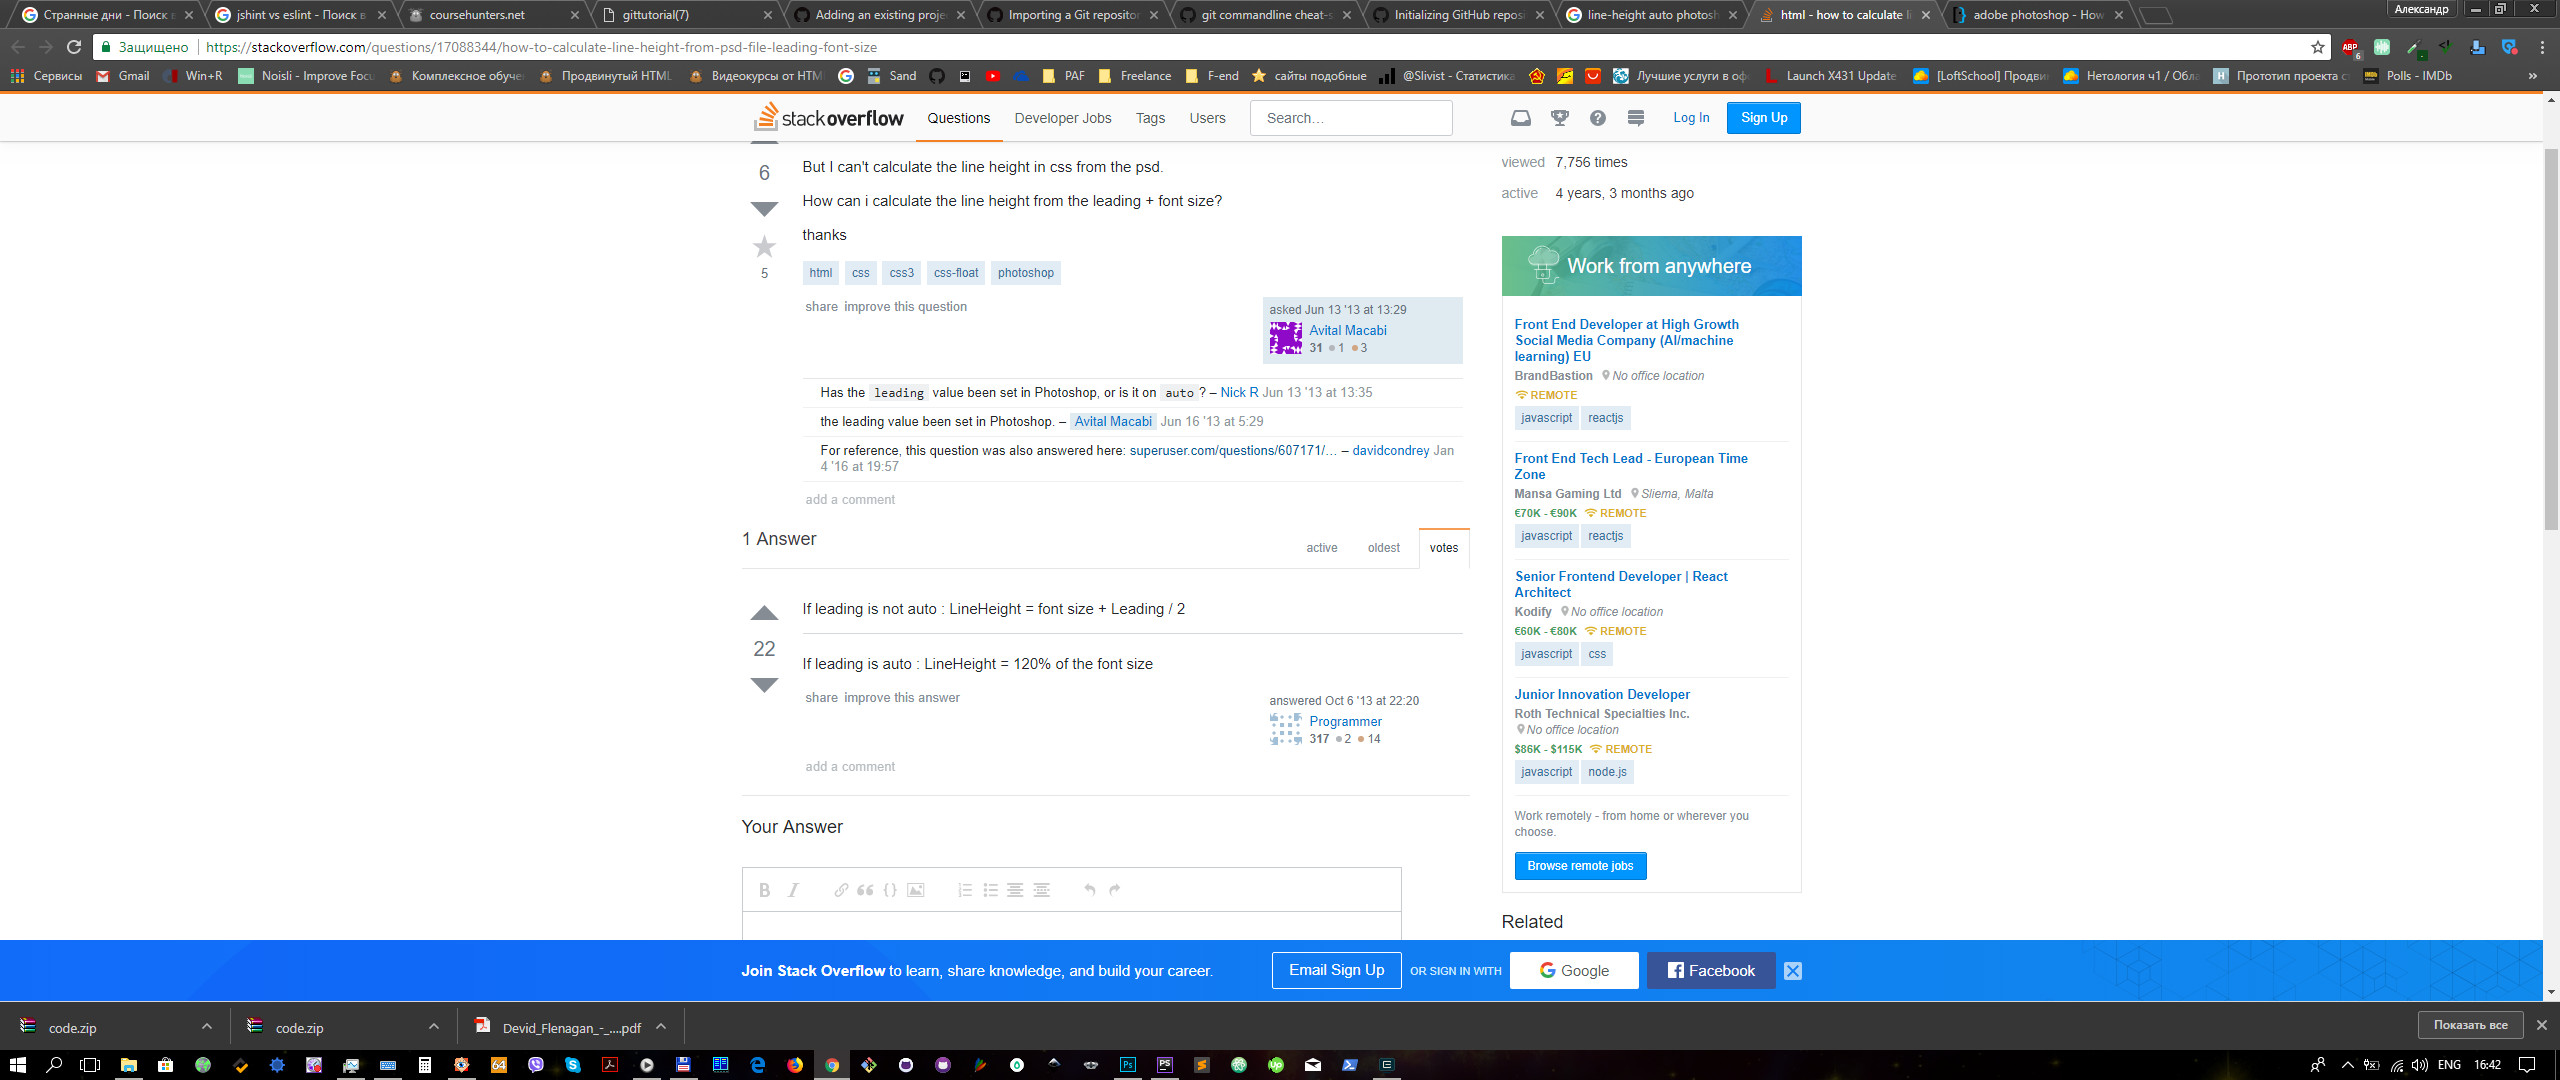 Странные дни - Поиск в
jshint vs eslint - Поиск в
coursehunters.net
gittutorial(7)
Adding an existing proje
Importing a Git repositor
git commandline cheat-s
Initializing GitHub reposi
line-height auto photosh
html - how to calculate li
adobe photoshop - How
Александр
Защищено
https://stackoverflow.com/questions/17088344/how-to-calculate-line-height-from-psd-file-leading-font-size
ABP
6
Сервисы
Gmail
Win+R
Noisli - Improve Focu
Комплексное обуче
Продвинутый HTML
Видеокурсы от HTM
Sand
PAF
Freelance
F-end
сайты подобные
@Slivist - Статистика
Лучшие услуги в оф
Launch X431 Update
[LoftSchool] Продви
Нетология ч1 / Обла
Прототип проекта с
Polls - IMDb
stackoverflow
Questions
Developer Jobs
Tags
Users
Search...
Log In
Sign Up
6
5
But I can't calculate the line height in css from the psd.
How can i calculate the line height from the leading + font size?
thanks
html css css3 css-float photoshop
share improve this question
asked Jun 13 '13 at 13:29
Avital Macabi
31 1 3
Has the leading value been set in Photoshop, or is it on auto ? – Nick R Jun 13 '13 at 13:35
the leading value been set in Photoshop. – Avital Macabi Jun 16 '13 at 5:29
For reference, this question was also answered here: superuser.com/questions/607171/… – davidcondrey Jan
4 '16 at 19:57
add a comment
1 Answer
active oldest votes
22
If leading is not auto : LineHeight = font size + Leading / 2
If leading is auto : LineHeight = 120% of the font size
share improve this answer
answered Oct 6 '13 at 22:20
Programmer
317 2 14
add a comment
Your Answer
B I
viewed 7,756 times
active 4 years, 3 months ago
Work from anywhere
Front End Developer at High Growth
Social Media Company (AI/machine
learning) EU
BrandBastion No office location
REMOTE
javascript reactjs
Front End Tech Lead - European Time
Zone
Mansa Gaming Ltd Sliema, Malta
€70K - €90K REMOTE
javascript reactjs
Senior Frontend Developer | React
Architect
Kodify No office location
€60K - €80K REMOTE
javascript css
Junior Innovation Developer
Roth Technical Specialties Inc.
No office location
$86K - $115K REMOTE
javascript node.js
Work remotely - from home or wherever you
choose.
Browse remote jobs
Related
Join Stack Overflow to learn, share knowledge, and build your career.
Email Sign Up
OR SIGN IN WITH
Google
Facebook
code.zip
code.zip
Devid_Flenagan_-_....pdf
Показать все
64
Ps
PS
ENG
16:42